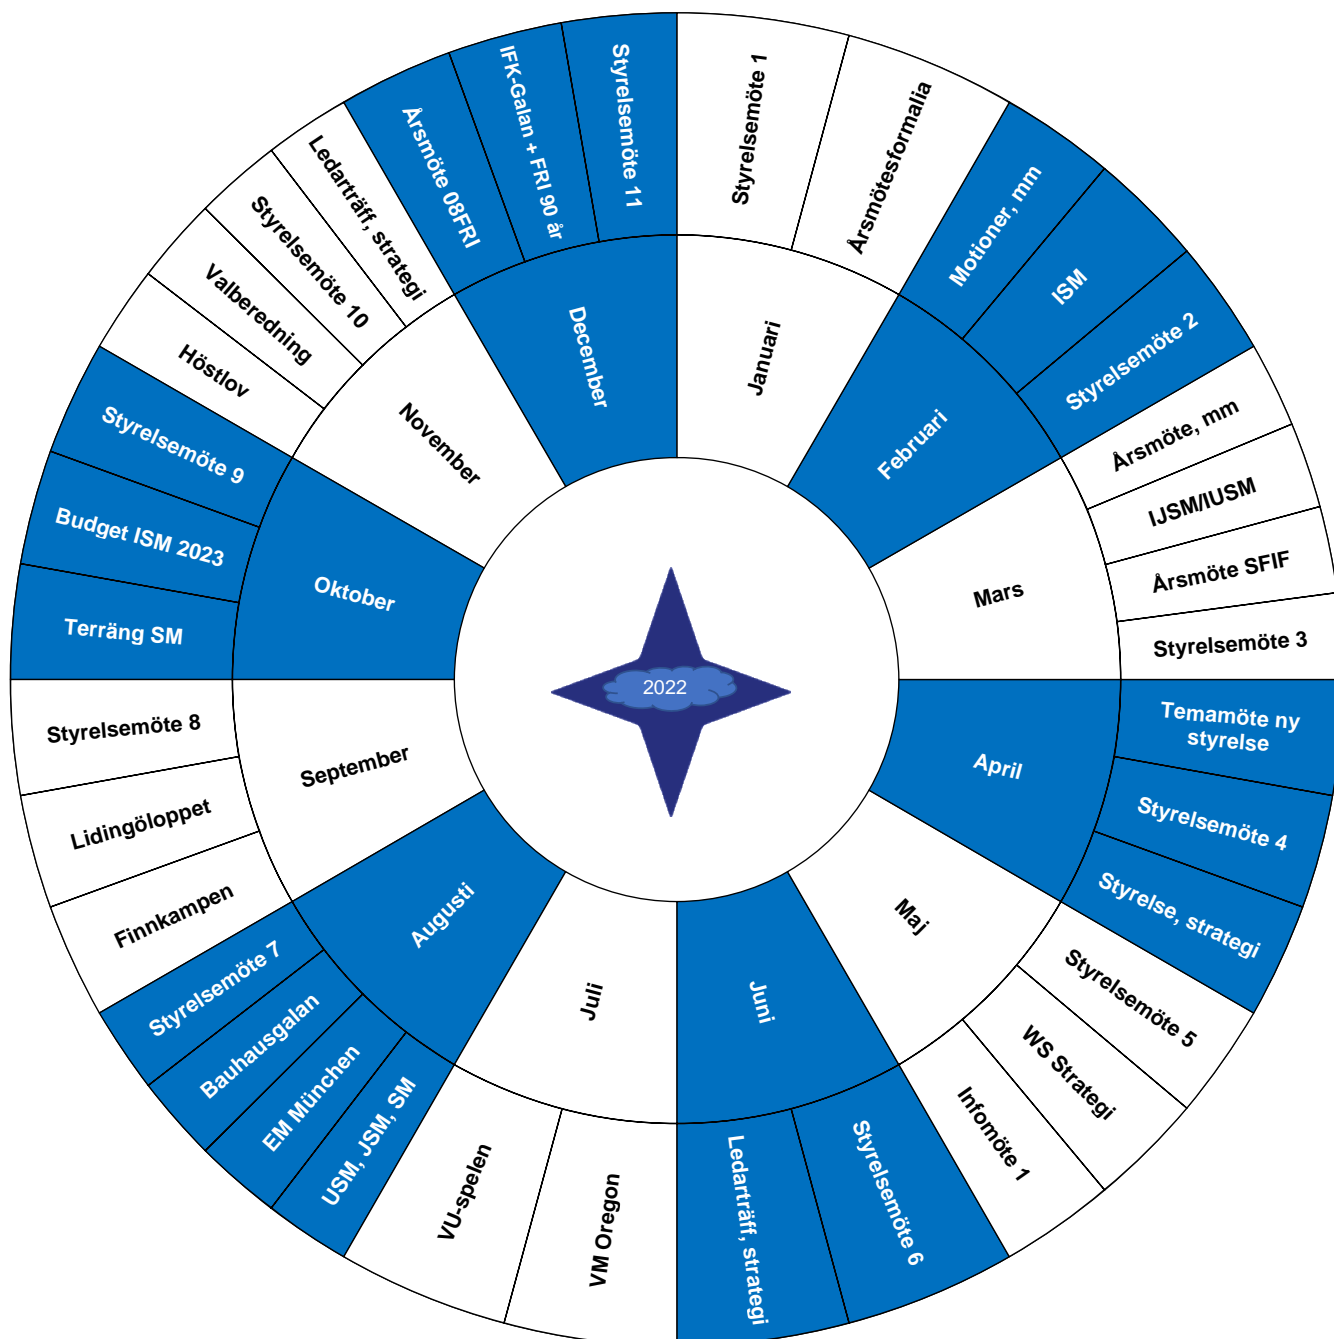 2022
Januari
Styrelsemöte 1
Årsmötesformalia
Februari
Motioner, mm
ISM
Styrelsemöte 2
Mars
Årsmöte, mm
IJSM/IUSM
Årsmöte SFIF
Styrelsemöte 3
April
Temamöte ny
styrelse
Styrelsemöte 4
Styrelse, strategi
Maj
Styrelsemöte 5
WS Strategi
Infomöte 1
Juni
Styrelsemöte 6
Ledarträff, strategi
Juli
VM Oregon
VU-spelen
Augusti
USM, JSM, SM
EM München
Bauhausgalan
Styrelsemöte 7
September
Finnkampen
Lidingöloppet
Styrelsemöte 8
Oktober
Terräng SM
Budget ISM 2023
Styrelsemöte 9
November
Höstlov
Valberedning
Styrelsemöte 10
Ledarträff, strategi
December
Årsmöte 08FRI
IFK-Galan + FRI 90 år
Styrelsemöte 11